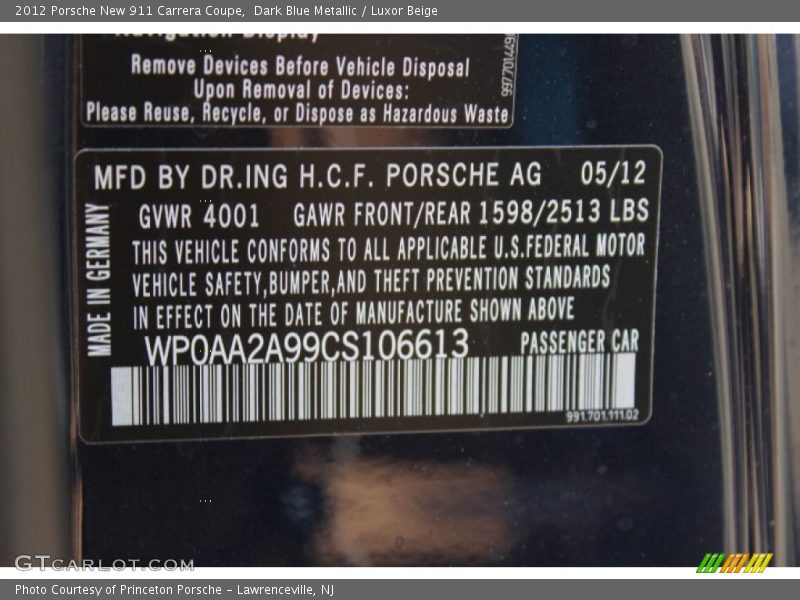 2012 Porsche New 911 Carrera Coupe,  Dark Blue Metallic / Luxor Beige
Remove Devices Before Vehicle Disposal
Upon Removal of Devices:
Please Reuse, Recycle, or Dispose as Hazardous Waste
MFD BY DR.ING H.C.F. PORSCHE AG 05/12
GVWR 4001 GAWR FRONT/REAR 1598/2513 LBS
THIS VEHICLE CONFORMS TO ALL APPLICABLE U.S.FEDERAL MOTOR
VEHICLE SAFETY,BUMPER,AND THEFT PREVENTION STANDARDS
IN EFFECT ON THE DATE OF MANUFACTURE SHOWN ABOVE
MADE IN GERMANY
WP0AA2A99CS106613 PASSENGER CAR
991.701.111.02
GTCARLOT.COM
Photo Courtesy of Princeton Porsche - Lawrenceville, NJ